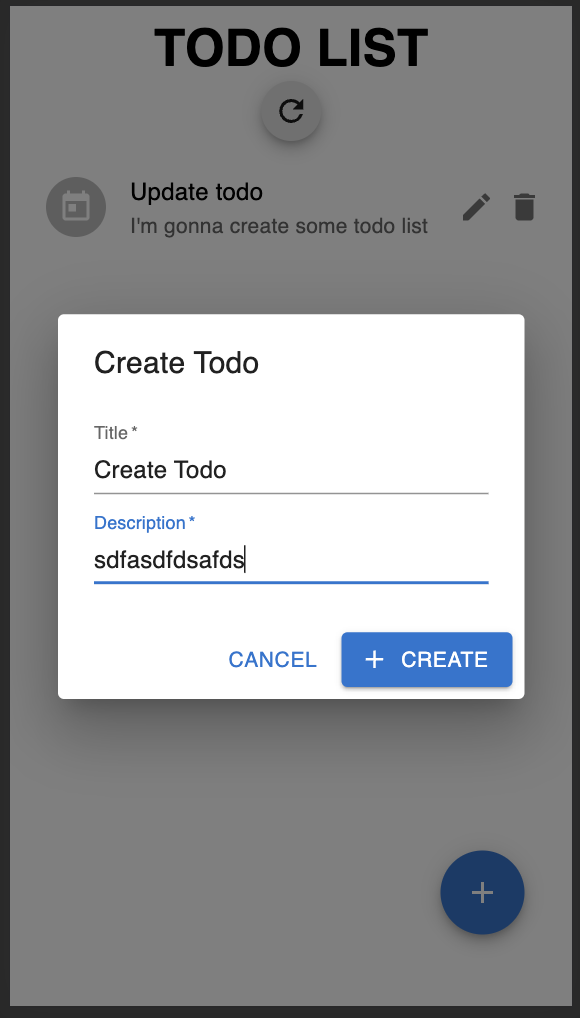 TODO LIST
Update todo
I'm gonna create some todo list
Create Todo
Title *
Create Todo
Description *
sdfasdfdsafds
CANCEL
+ CREATE
+